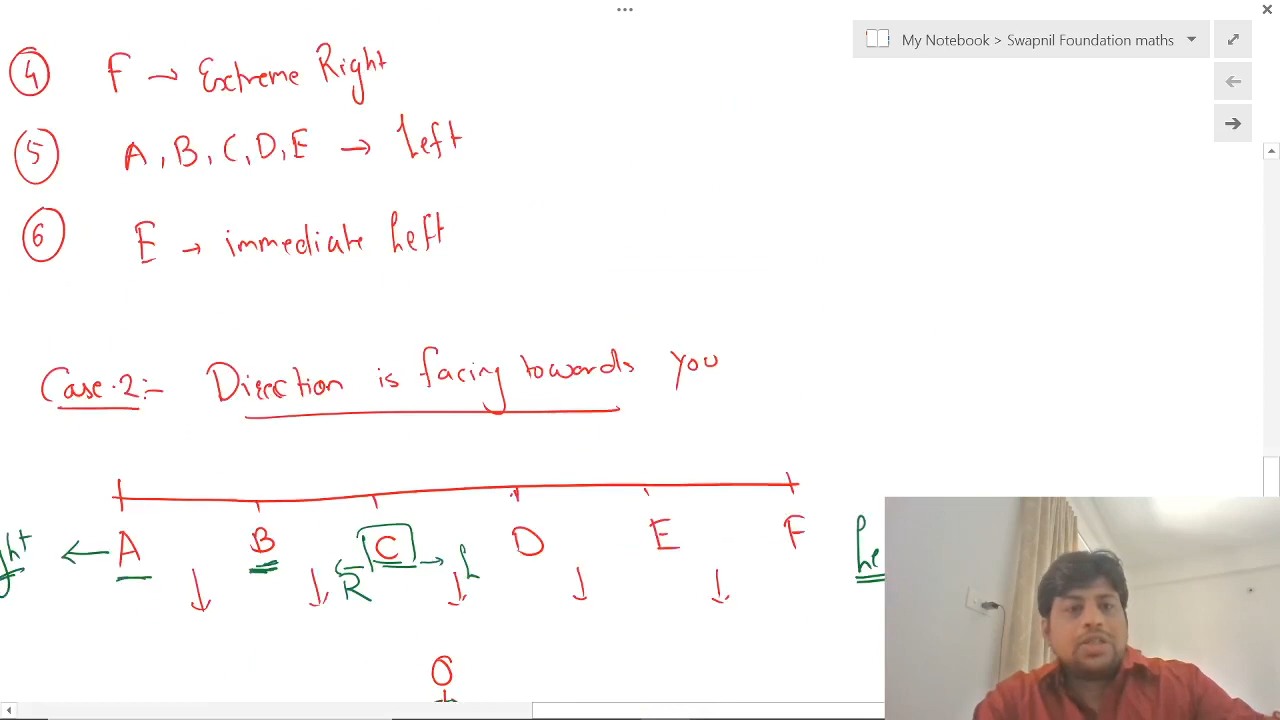 My Notebook > Swapnil Foundation maths
4 F → Extreme Right
5 A, B, C, D, E → Left
6 E → immediate Left
Case-2:- Direction is facing towards you
A B C D E F
R L